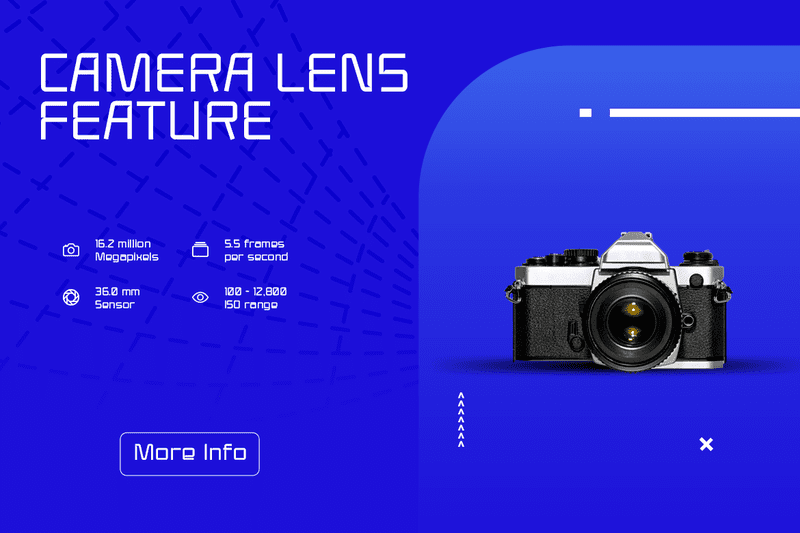 CAMERA LENS
FEATURE
16.2 million
Megapixels
5.5 frames
per second
36.0 mm
Sensor
100 - 12,800
ISO range
More Info